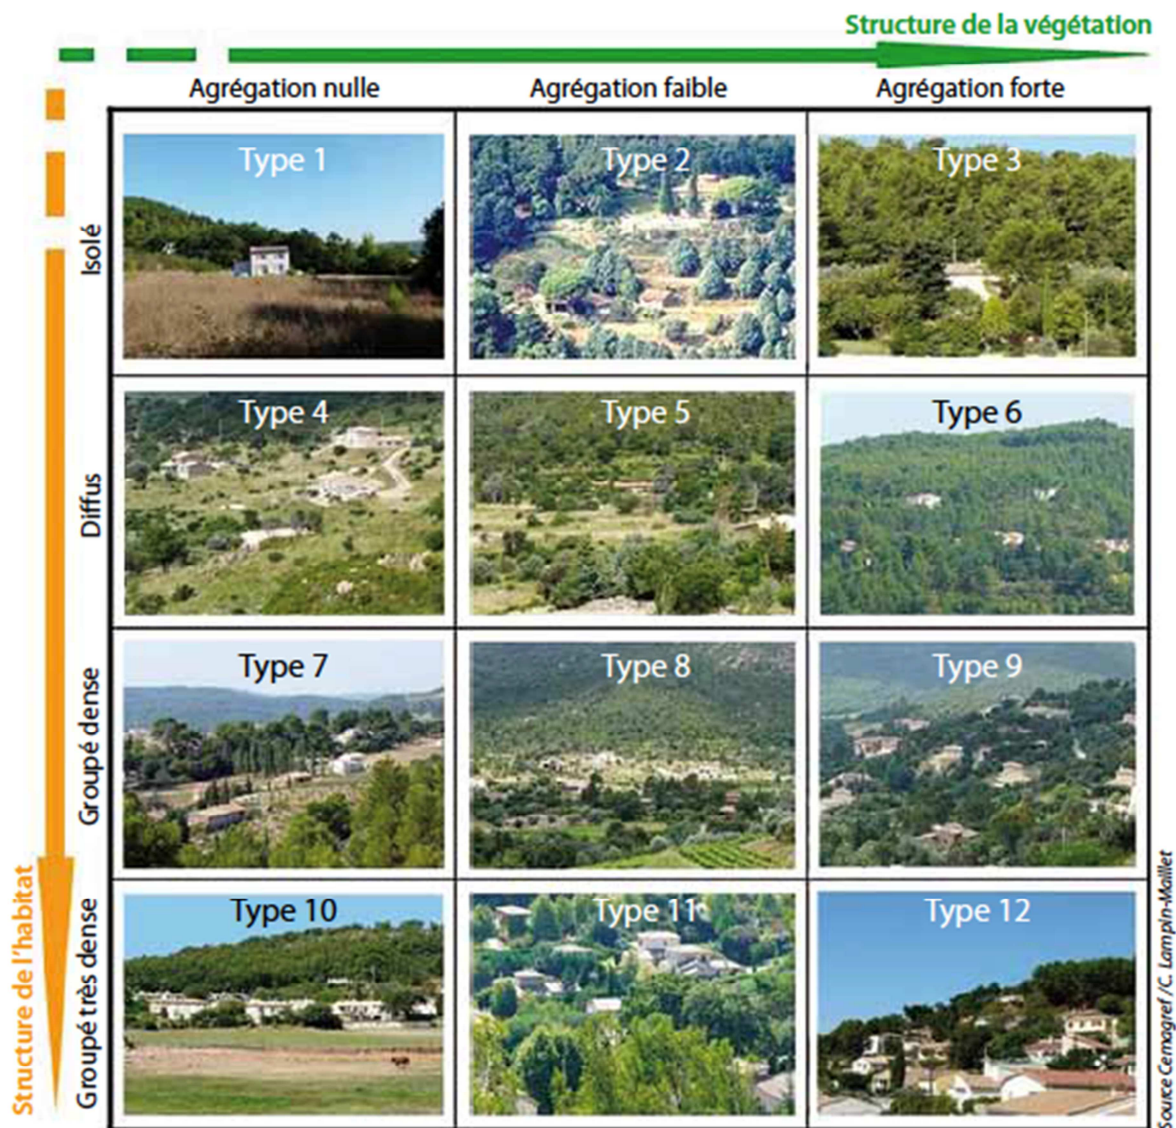 Structure de la végétation
Agrégation nulle
Agrégation faible
Agrégation forte
Isolé
Type 1
Type 2
Type 3
Diffus
Type 4
Type 5
Type 6
Groupé dense
Type 7
Type 8
Type 9
Groupé très dense
Type 10
Type 11
Type 12
Structure de l'habitat
Source Cemagref / C. Lampin-Maillet